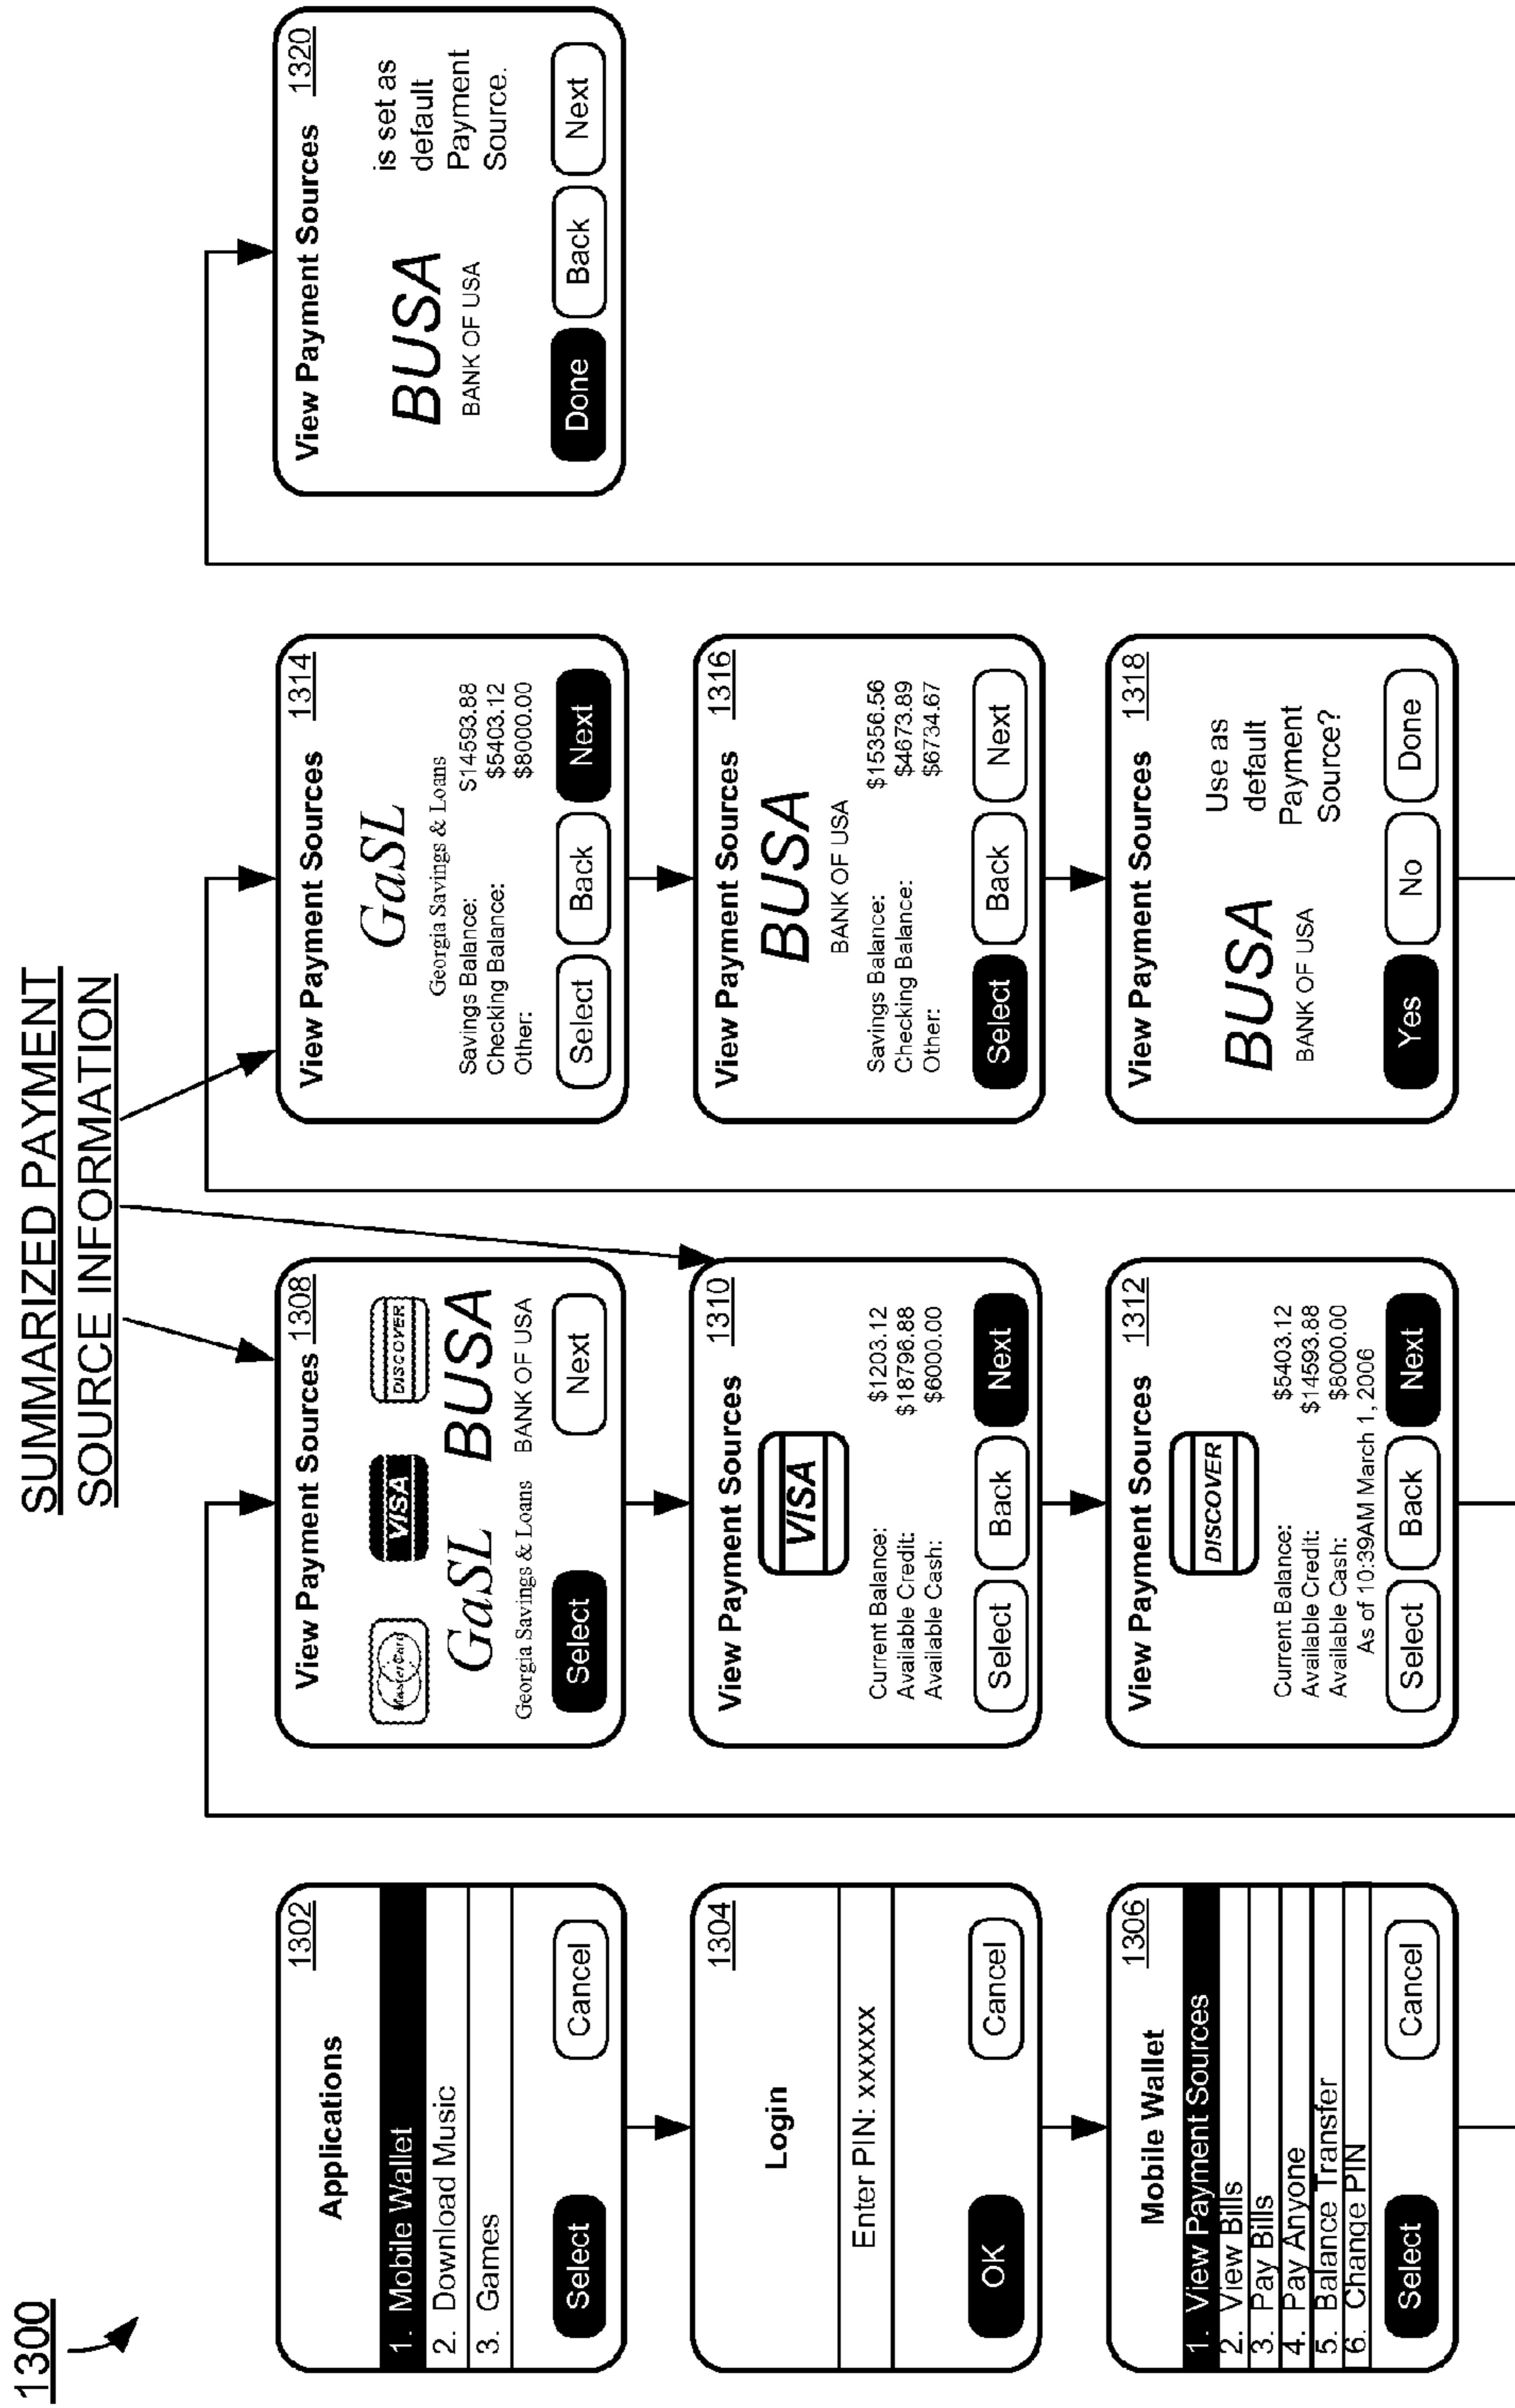 1300
SUMMARIZED PAYMENT
SOURCE INFORMATION
Applications 1302
1. Mobile Wallet
2. Download Music
3. Games
Select Cancel
Login 1304
Enter PIN: xxxxxx
OK Cancel
Mobile Wallet 1306
1. View Payment Sources
2. View Bills
3. Pay Bills
4. Pay Anyone
5. Balance Transfer
6. Change PIN
Select Cancel
View Payment Sources 1308
MasterCard VISA DISCOVER
GaSL BUSA
Georgia Savings & Loans BANK OF USA
Select Next
View Payment Sources 1310
VISA
Current Balance: $1203.12
Available Credit: $18796.88
Available Cash: $6000.00
Select Back Next
View Payment Sources 1312
DISCOVER
Current Balance: $5403.12
Available Credit: $14593.88
Available Cash: $8000.00
As of 10:39AM March 1, 2006
Select Back Next
View Payment Sources 1314
GaSL
Georgia Savings & Loans
Savings Balance: $14593.88
Checking Balance: $5403.12
Other: $8000.00
Select Back Next
View Payment Sources 1316
BUSA
BANK OF USA
Savings Balance: $15356.56
Checking Balance: $4673.89
Other: $6734.67
Select Back Next
View Payment Sources 1318
BUSA
BANK OF USA
Use as
default
Payment
Source?
Yes No Done
View Payment Sources 1320
BUSA
BANK OF USA
is set as
default
Payment
Source.
Done Back Next